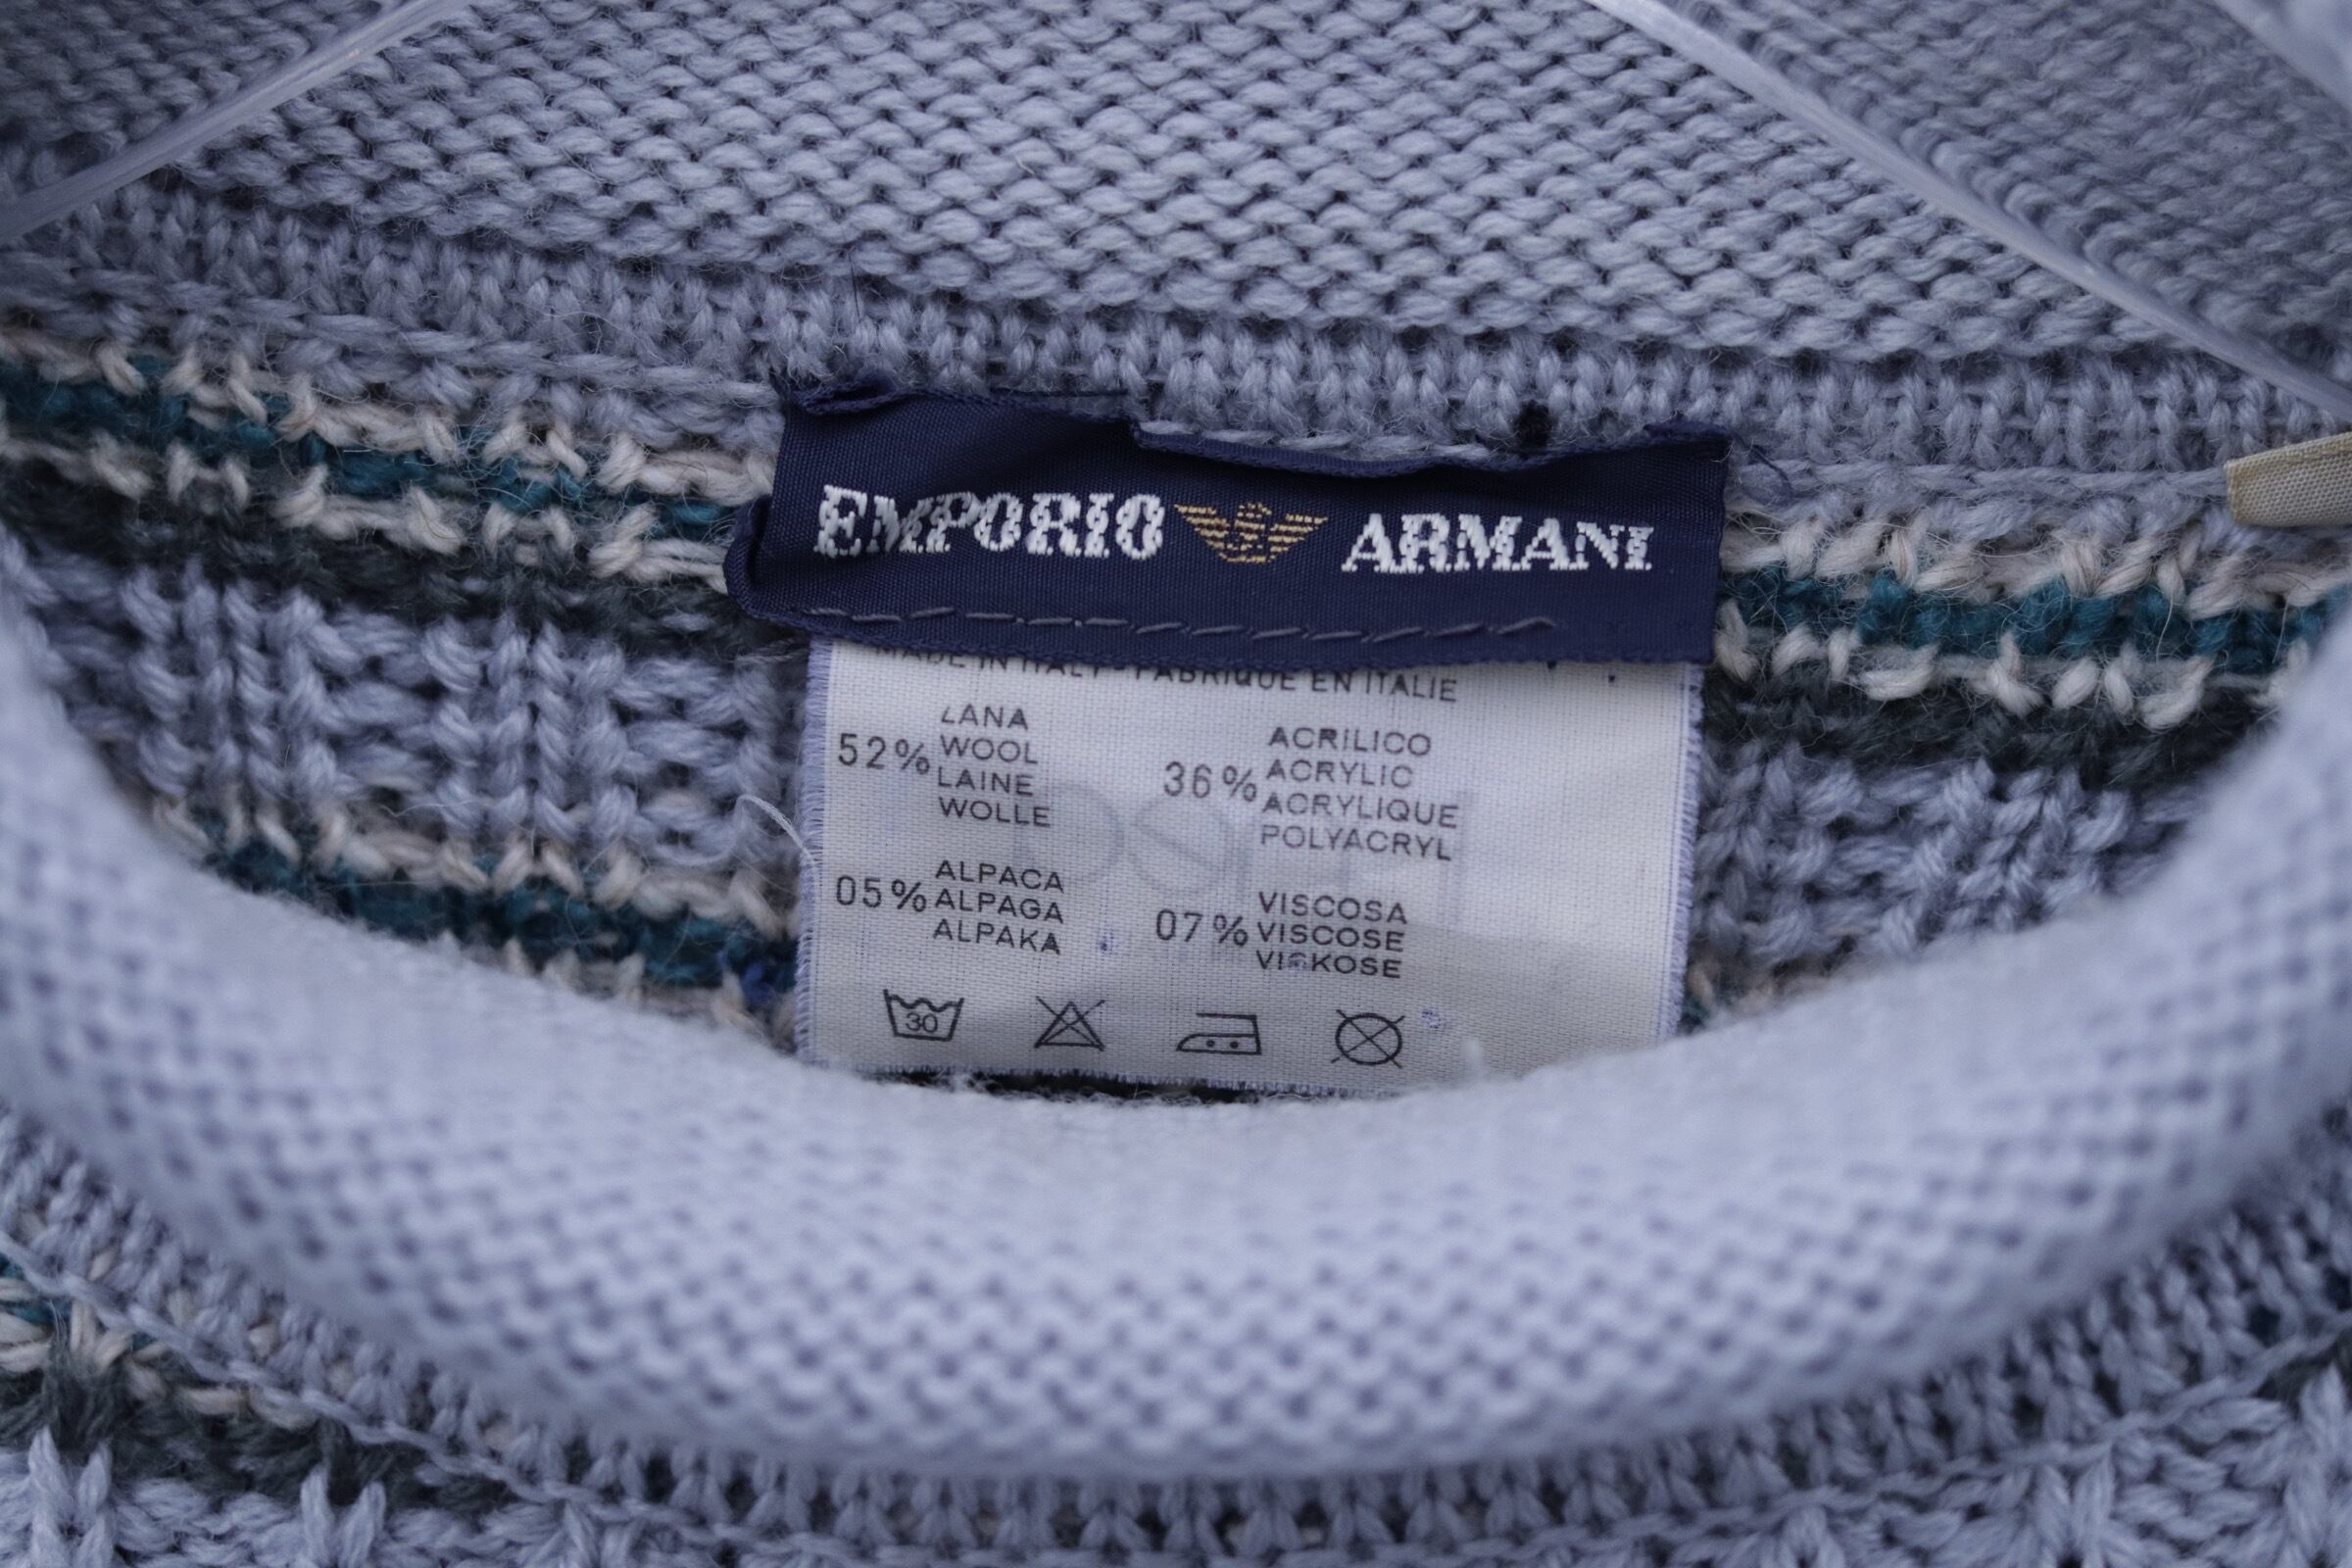 EMPORIO ARMANI
MADE IN ITALY - FABRIQUE EN ITALIE
52% LANA
WOOL
LAINE
WOLLE
36% ACRILICO
ACRYLIC
ACRYLIQUE
POLYACRYL
05% ALPACA
ALPAGA
ALPAKA
07% VISCOSA
VISCOSE
VISKOSE
30